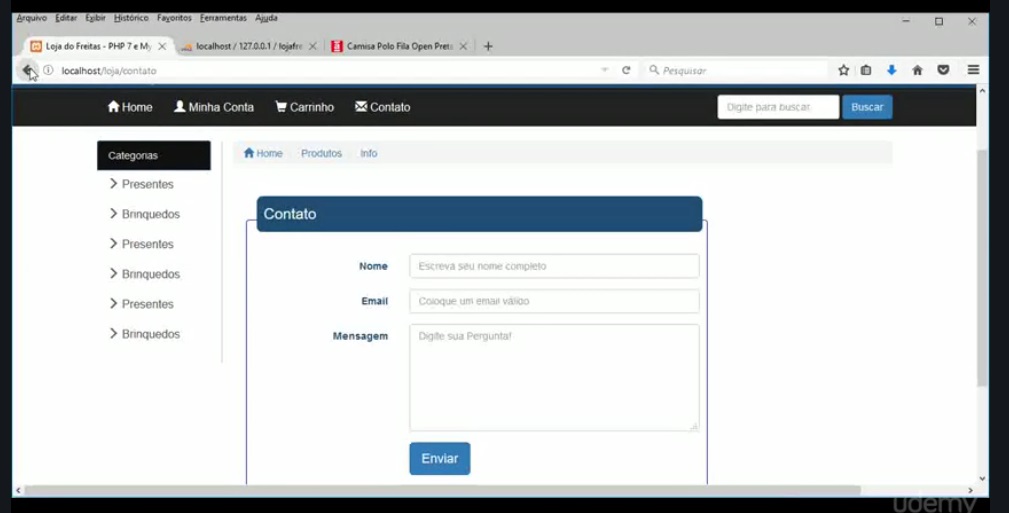 Arquivo Editar Exibir Histórico Favoritos Ferramentas Ajuda
Loja do Freitas - PHP 7 e My
localhost / 127.0.0.1 / lojafre
Camisa Polo Fila Open Pret
localhost/loja/contato
Pesquisar
Home Minha Conta Carrinho Contato
Digite para buscar
Buscar
Categorias
Home Produtos Info
Presentes
Brinquedos
Presentes
Brinquedos
Presentes
Brinquedos
Contato
Nome
Escreva seu nome completo
Email
Coloque um email válido
Mensagem
Digite sua Pergunta!
Enviar
udemy